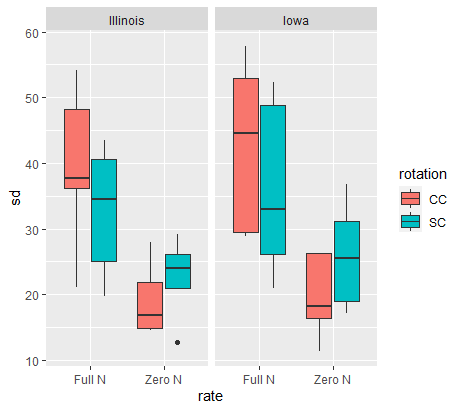 Illinois Iowa
60
50
40
30
20
10
sd
Full N Zero N Full N Zero N
rate
rotation
CC
SC